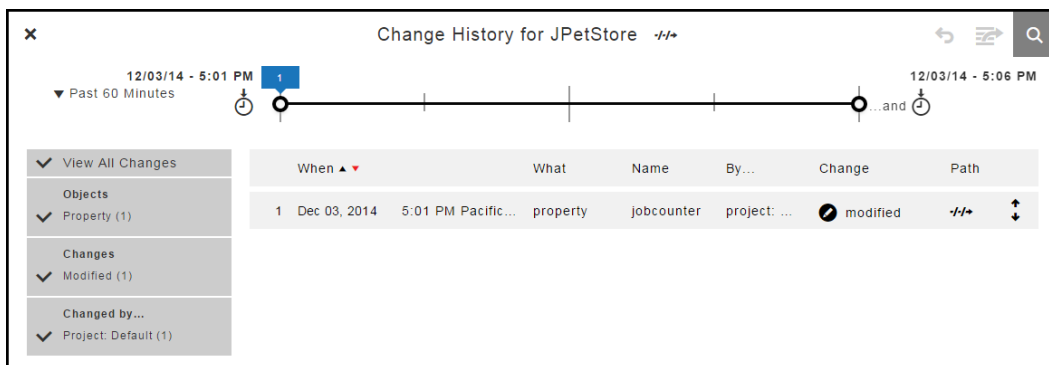 Change History for JPetStore
12/03/14 - 5:01 PM
1
12/03/14 - 5:06 PM
Past 60 Minutes
...and
View All Changes
When What Name By... Change Path
Objects
Property (1)
1 Dec 03, 2014 5:01 PM Pacific... property jobcounter project: ... modified
Changes
Modified (1)
Changed by...
Project: Default (1)